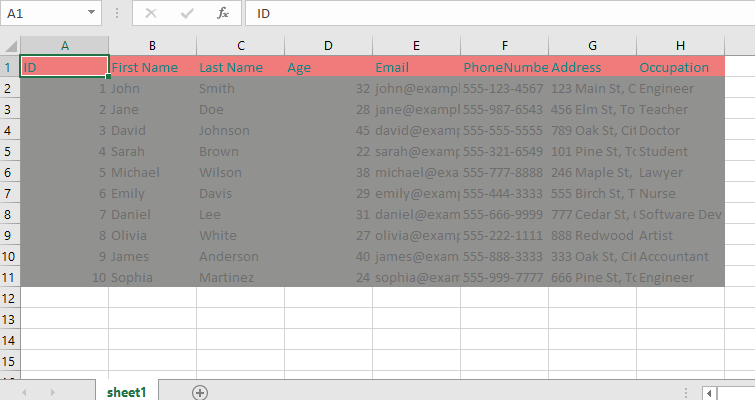 A1 fx ID
A B C D E F G H
1 ID First Name Last Name Age Email PhoneNumbe Address Occupation
2 1 John Smith 32 john@exampl 555-123-4567 123 Main St, C Engineer
3 2 Jane Doe 28 jane@exampl 555-987-6543 456 Elm St, To Teacher
4 3 David Johnson 45 david@examp 555-555-5555 789 Oak St, Cit Doctor
5 4 Sarah Brown 22 sarah@examp 555-321-6549 101 Pine St, To Student
6 5 Michael Wilson 38 michael@exa 555-777-8888 246 Maple St, Lawyer
7 6 Emily Davis 29 emily@examp 555-444-3333 555 Birch St, T Nurse
8 7 Daniel Lee 31 daniel@exam 555-666-9999 777 Cedar St, Software Dev
9 8 Olivia White 27 olivia@examp 555-222-1111 888 Redwood Artist
10 9 James Anderson 40 james@exam 555-888-3333 333 Oak St, Cit Accountant
11 10 Sophia Martinez 24 sophia@exam 555-999-7777 666 Pine St, To Engineer
12
13
14
15
sheet1